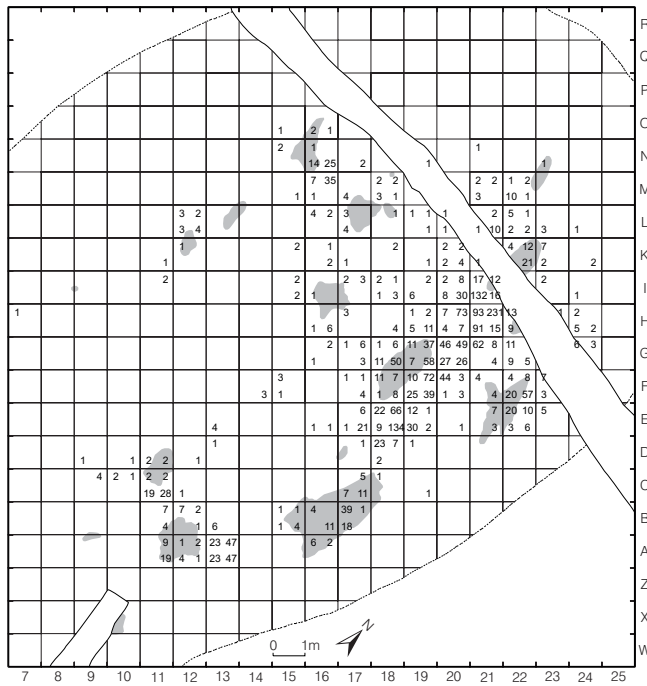 R
Q
P
1 2 1 O
2 1 1
14 25 2 1 1 N
7 35 2 2 2 2 1 2
1 1 4 3 1 3 10 1 M
3 2 4 2 3 1 1 1 1 2 5 1
3 4 4 1 1 1 10 2 2 3 1 L
1 2 1 2 2 2 4 12 7
1 2 1 1 2 4 1 21 2 2 K
2 2 2 3 2 1 2 2 8 17 12 2
2 1 1 3 6 8 30 132 16 1 I
1 3 1 2 7 73 93 231 13 1 2
1 6 4 5 11 4 7 91 15 9 5 2 H
2 1 6 1 6 11 37 46 49 62 8 11 6 3
1 3 11 50 7 58 27 26 4 9 5 G
3 1 1 11 7 10 72 44 3 4 4 8 7
3 1 4 1 8 25 39 1 3 4 20 57 3 F
6 22 66 12 1 7 20 10 5
4 1 1 1 21 9 134 30 2 1 3 3 6 E
1 1 23 7 1
1 1 2 2 1 2 D
4 2 1 2 2 5 1
19 28 1 7 11 1 C
7 7 2 1 1 4 39 1
4 1 6 1 4 11 18 B
9 1 2 23 47 6 2
19 4 1 23 47 A
Z
X
W
N
0 1m
7 8 9 10 11 12 13 14 15 16 17 18 19 20 21 22 23 24 25